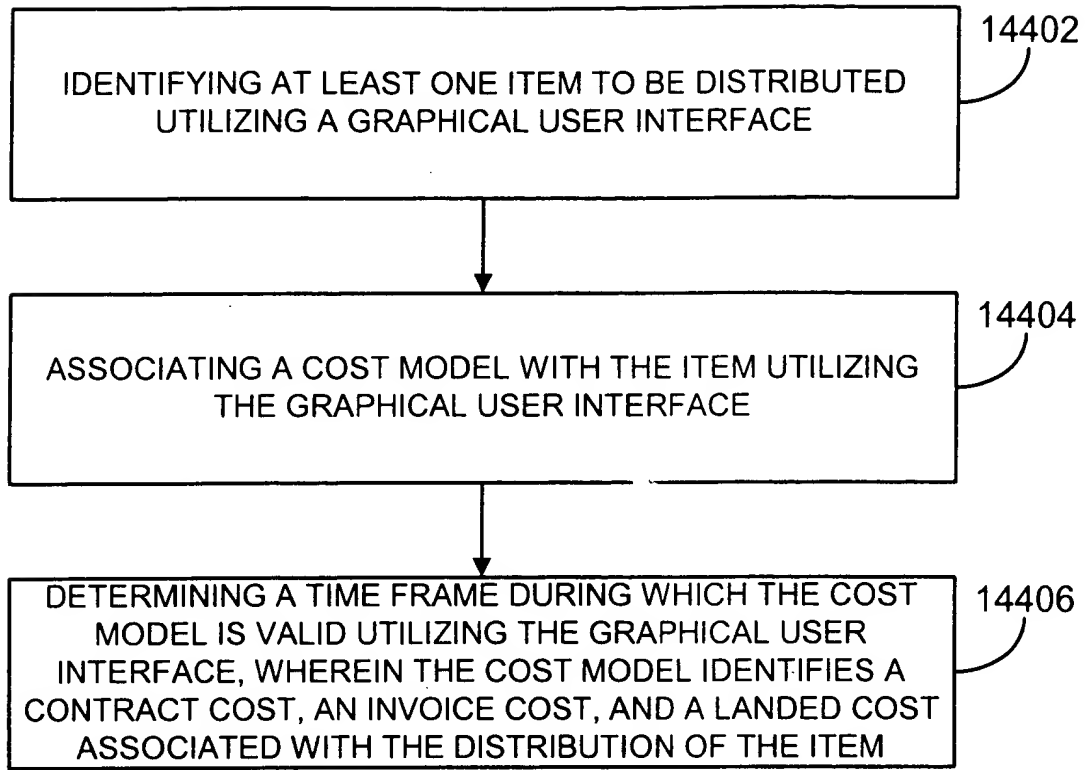 14402
IDENTIFYING AT LEAST ONE ITEM TO BE DISTRIBUTED
UTILIZING A GRAPHICAL USER INTERFACE
14404
ASSOCIATING A COST MODEL WITH THE ITEM UTILIZING
THE GRAPHICAL USER INTERFACE
14406
DETERMINING A TIME FRAME DURING WHICH THE COST
MODEL IS VALID UTILIZING THE GRAPHICAL USER
INTERFACE, WHEREIN THE COST MODEL IDENTIFIES A
CONTRACT COST, AN INVOICE COST, AND A LANDED COST
ASSOCIATED WITH THE DISTRIBUTION OF THE ITEM